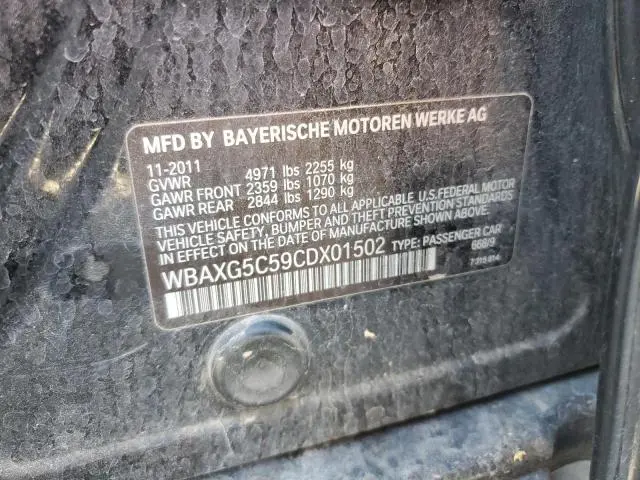 MFD BY BAYERISCHE MOTOREN WERKE AG
11-2011
GVWR 4971 lbs 2255 kg
GAWR FRONT 2359 lbs 1070 kg
GAWR REAR 2844 lbs 1290 kg
THIS VEHICLE CONFORMS TO ALL APPLICABLE U.S.FEDERAL MOTOR
VEHICLE SAFETY, BUMPER AND THEFT PREVENTION STANDARDS
IN EFFECT ON THE DATE OF MANUFACTURE SHOWN ABOVE.
WBAXG5C59CDX01502 TYPE: PASSENGER CAR
668/9